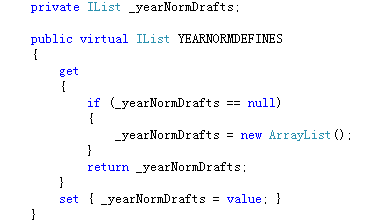 private IList _yearNormDrafts;

public virtual IList YEARNORMDEFINES
{
    get
    {
        if (_yearNormDrafts == null)
        {
            _yearNormDrafts = new ArrayList();
        }
        return _yearNormDrafts;
    }
    set { _yearNormDrafts = value; }
}